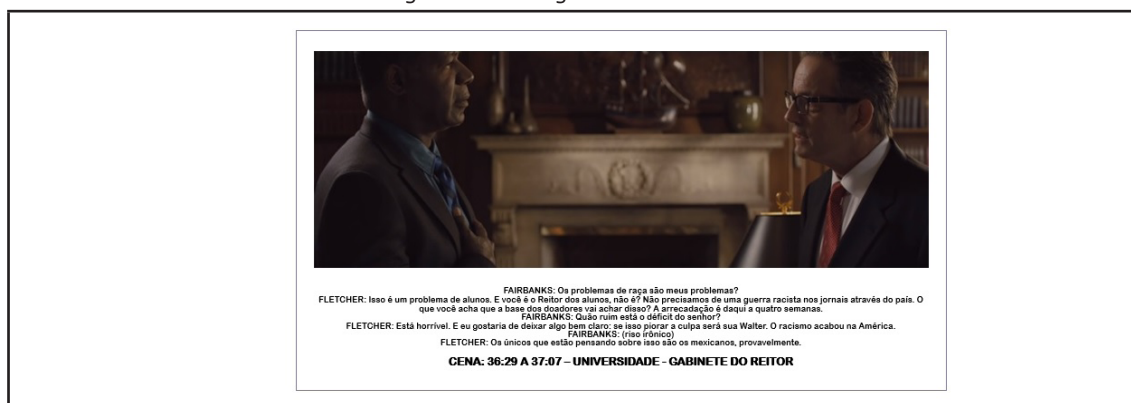 FAIRBANKS: Os problemas de raça são meus problemas?
FLETCHER: Isso é um problema de alunos. E você é o Reitor dos alunos, não é? Não precisamos de uma guerra racista nos jornais através do país. O
que você acha que a base dos doadores vai achar disso? A arrecadação é daqui a quatro semanas.
FAIRBANKS: Quão ruim está o déficit do senhor?
FLETCHER: Está horrível. E eu gostaria de deixar algo bem claro: se isso piorar a culpa será sua Walter. O racismo acabou na América.
FAIRBANKS: (riso irônico)
FLETCHER: Os únicos que estão pensando sobre isso são os mexicanos, provavelmente.
CENA: 36:29 A 37:07 – UNIVERSIDADE - GABINETE DO REITOR